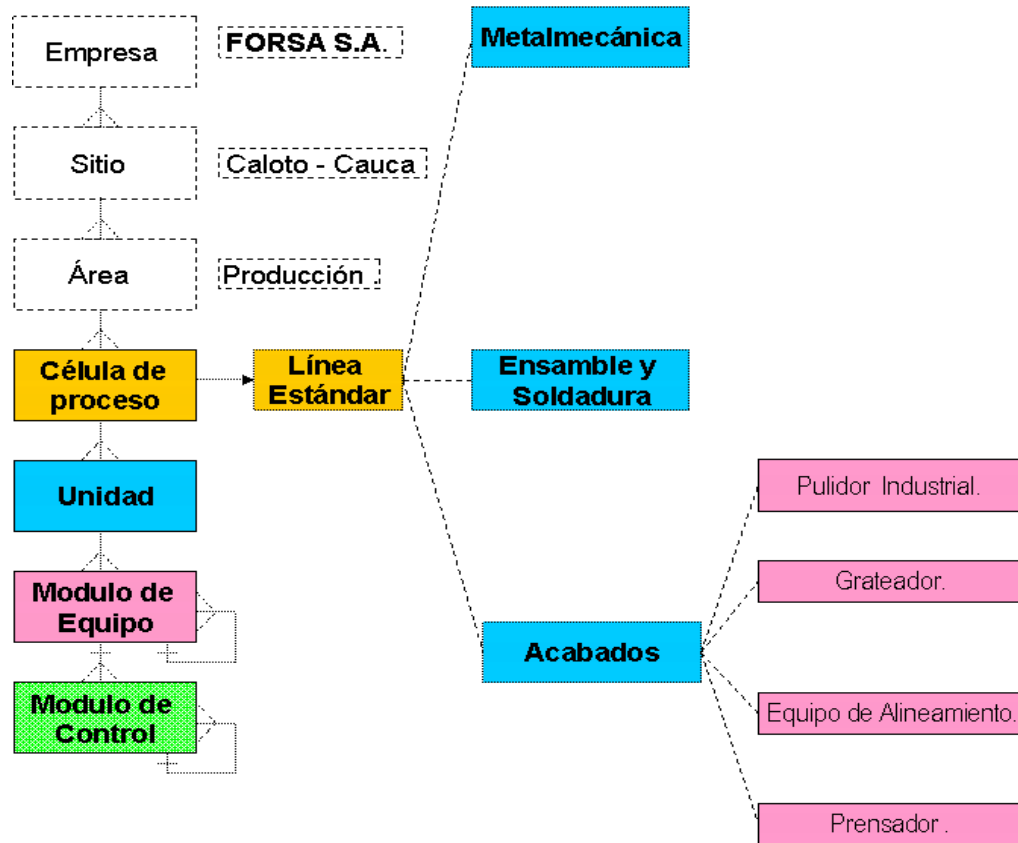 Empresa
FORSA S.A.
Metalmecánica
Sitio
Caloto - Cauca
Área
Producción .
Célula de
proceso
Línea
Estándar
Ensamble y
Soldadura
Unidad
Pulidor Industrial.
Modulo de
Equipo
Grateador.
Acabados
Modulo de
Control
Equipo de Alineamiento.
Prensador .